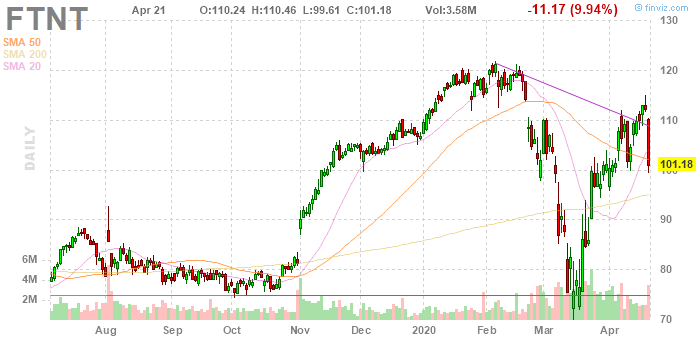 FTNT
Apr 21 O:110.24 H:110.46 L:99.61 C:101.18 Vol:3.58M -11.17 (9.94%)
© finviz.com
SMA 50
SMA 200
SMA 20
DAILY
130
120
110
101.18
100
90
80
70
6M
4M
2M
Aug Sep Oct Nov Dec 2020 Feb Mar Apr